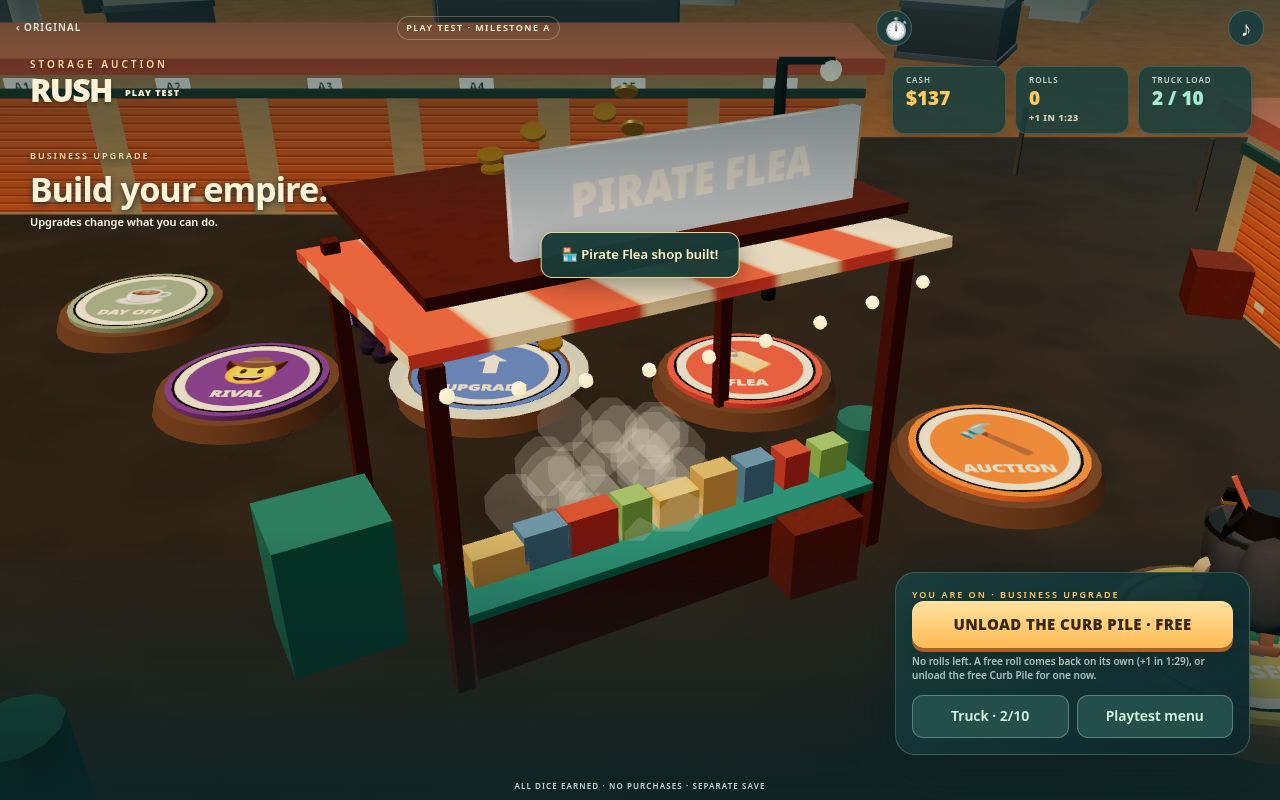 ‹ ORIGINAL
PLAY TEST · MILESTONE A
STORAGE AUCTION
RUSH PLAY TEST
A2
A3
A4
CASH
$137
ROLLS
0
+1 IN 1:23
TRUCK LOAD
2 / 10
BUSINESS UPGRADE
Build your empire.
Upgrades change what you can do.
PIRATE FLEA
Pirate Flea shop built!
DAY OFF
RIVAL
UPGRAD
FLEA
AUCTION
YOU ARE ON · BUSINESS UPGRADE
UNLOAD THE CURB PILE · FREE
No rolls left. A free roll comes back on its own (+1 in 1:29), or
unload the free Curb Pile for one now.
Truck · 2/10
Playtest menu
ALL DICE EARNED · NO PURCHASES · SEPARATE SAVE